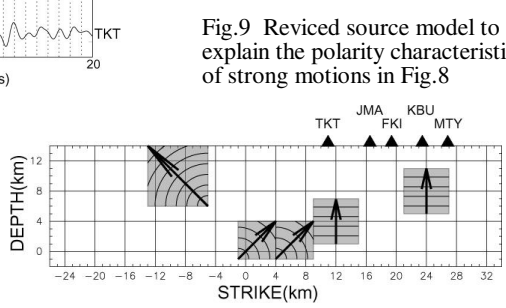 TKT
20
s)
Fig.9 Reviced source model to
explain the polarity characteristi
of strong motions in Fig.8
JMA KBU
TKT FKI MTY
DEPTH(km)
12
8
4
0
−24 −20 −16 −12 −8 −4 0 4 8 12 16 20 24 28 32
STRIKE(km)